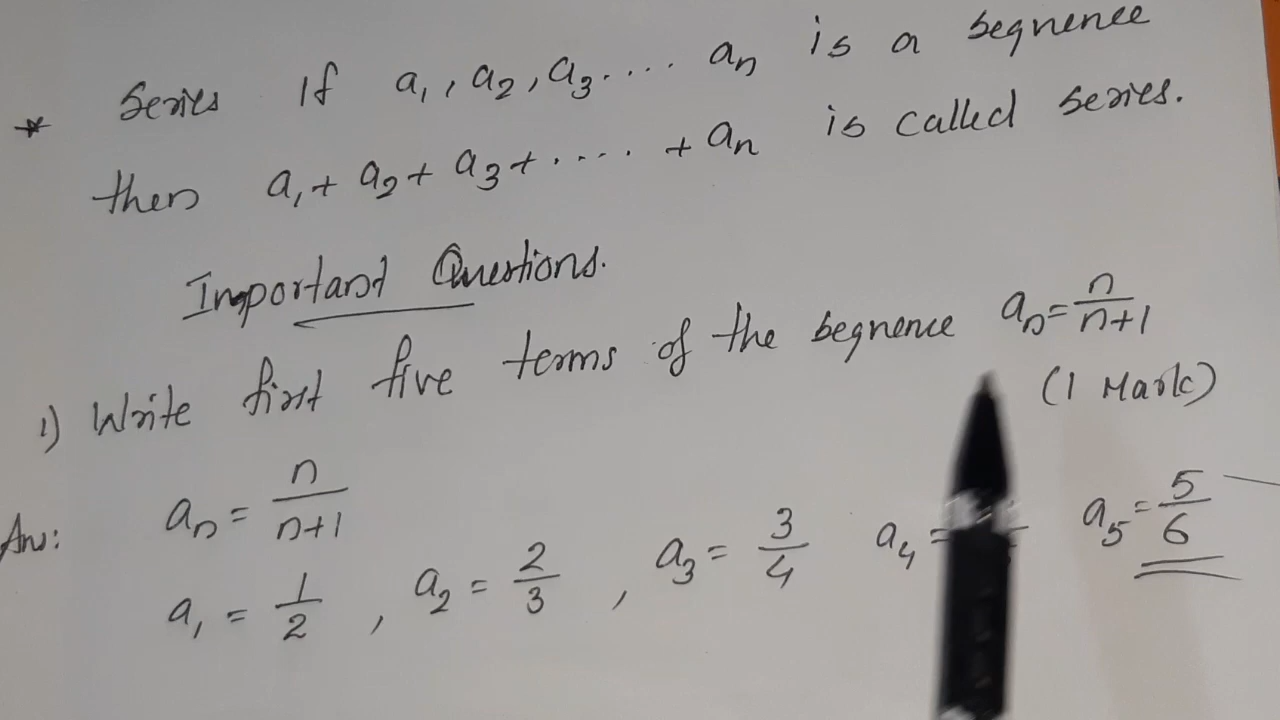 * Series If a₁, a₂, a₃.... aₙ is a sequence
then a₁ + a₂ + a₃ + ..... + aₙ is called series.
Important Questions.
1) Write first five terms of the sequence aₙ = n/n+1
(1 Mark)
Ans: aₙ = n/n+1
a₁ = 1/2 , a₂ = 2/3 , a₃ = 3/4 a₄ = a₅ = 5/6